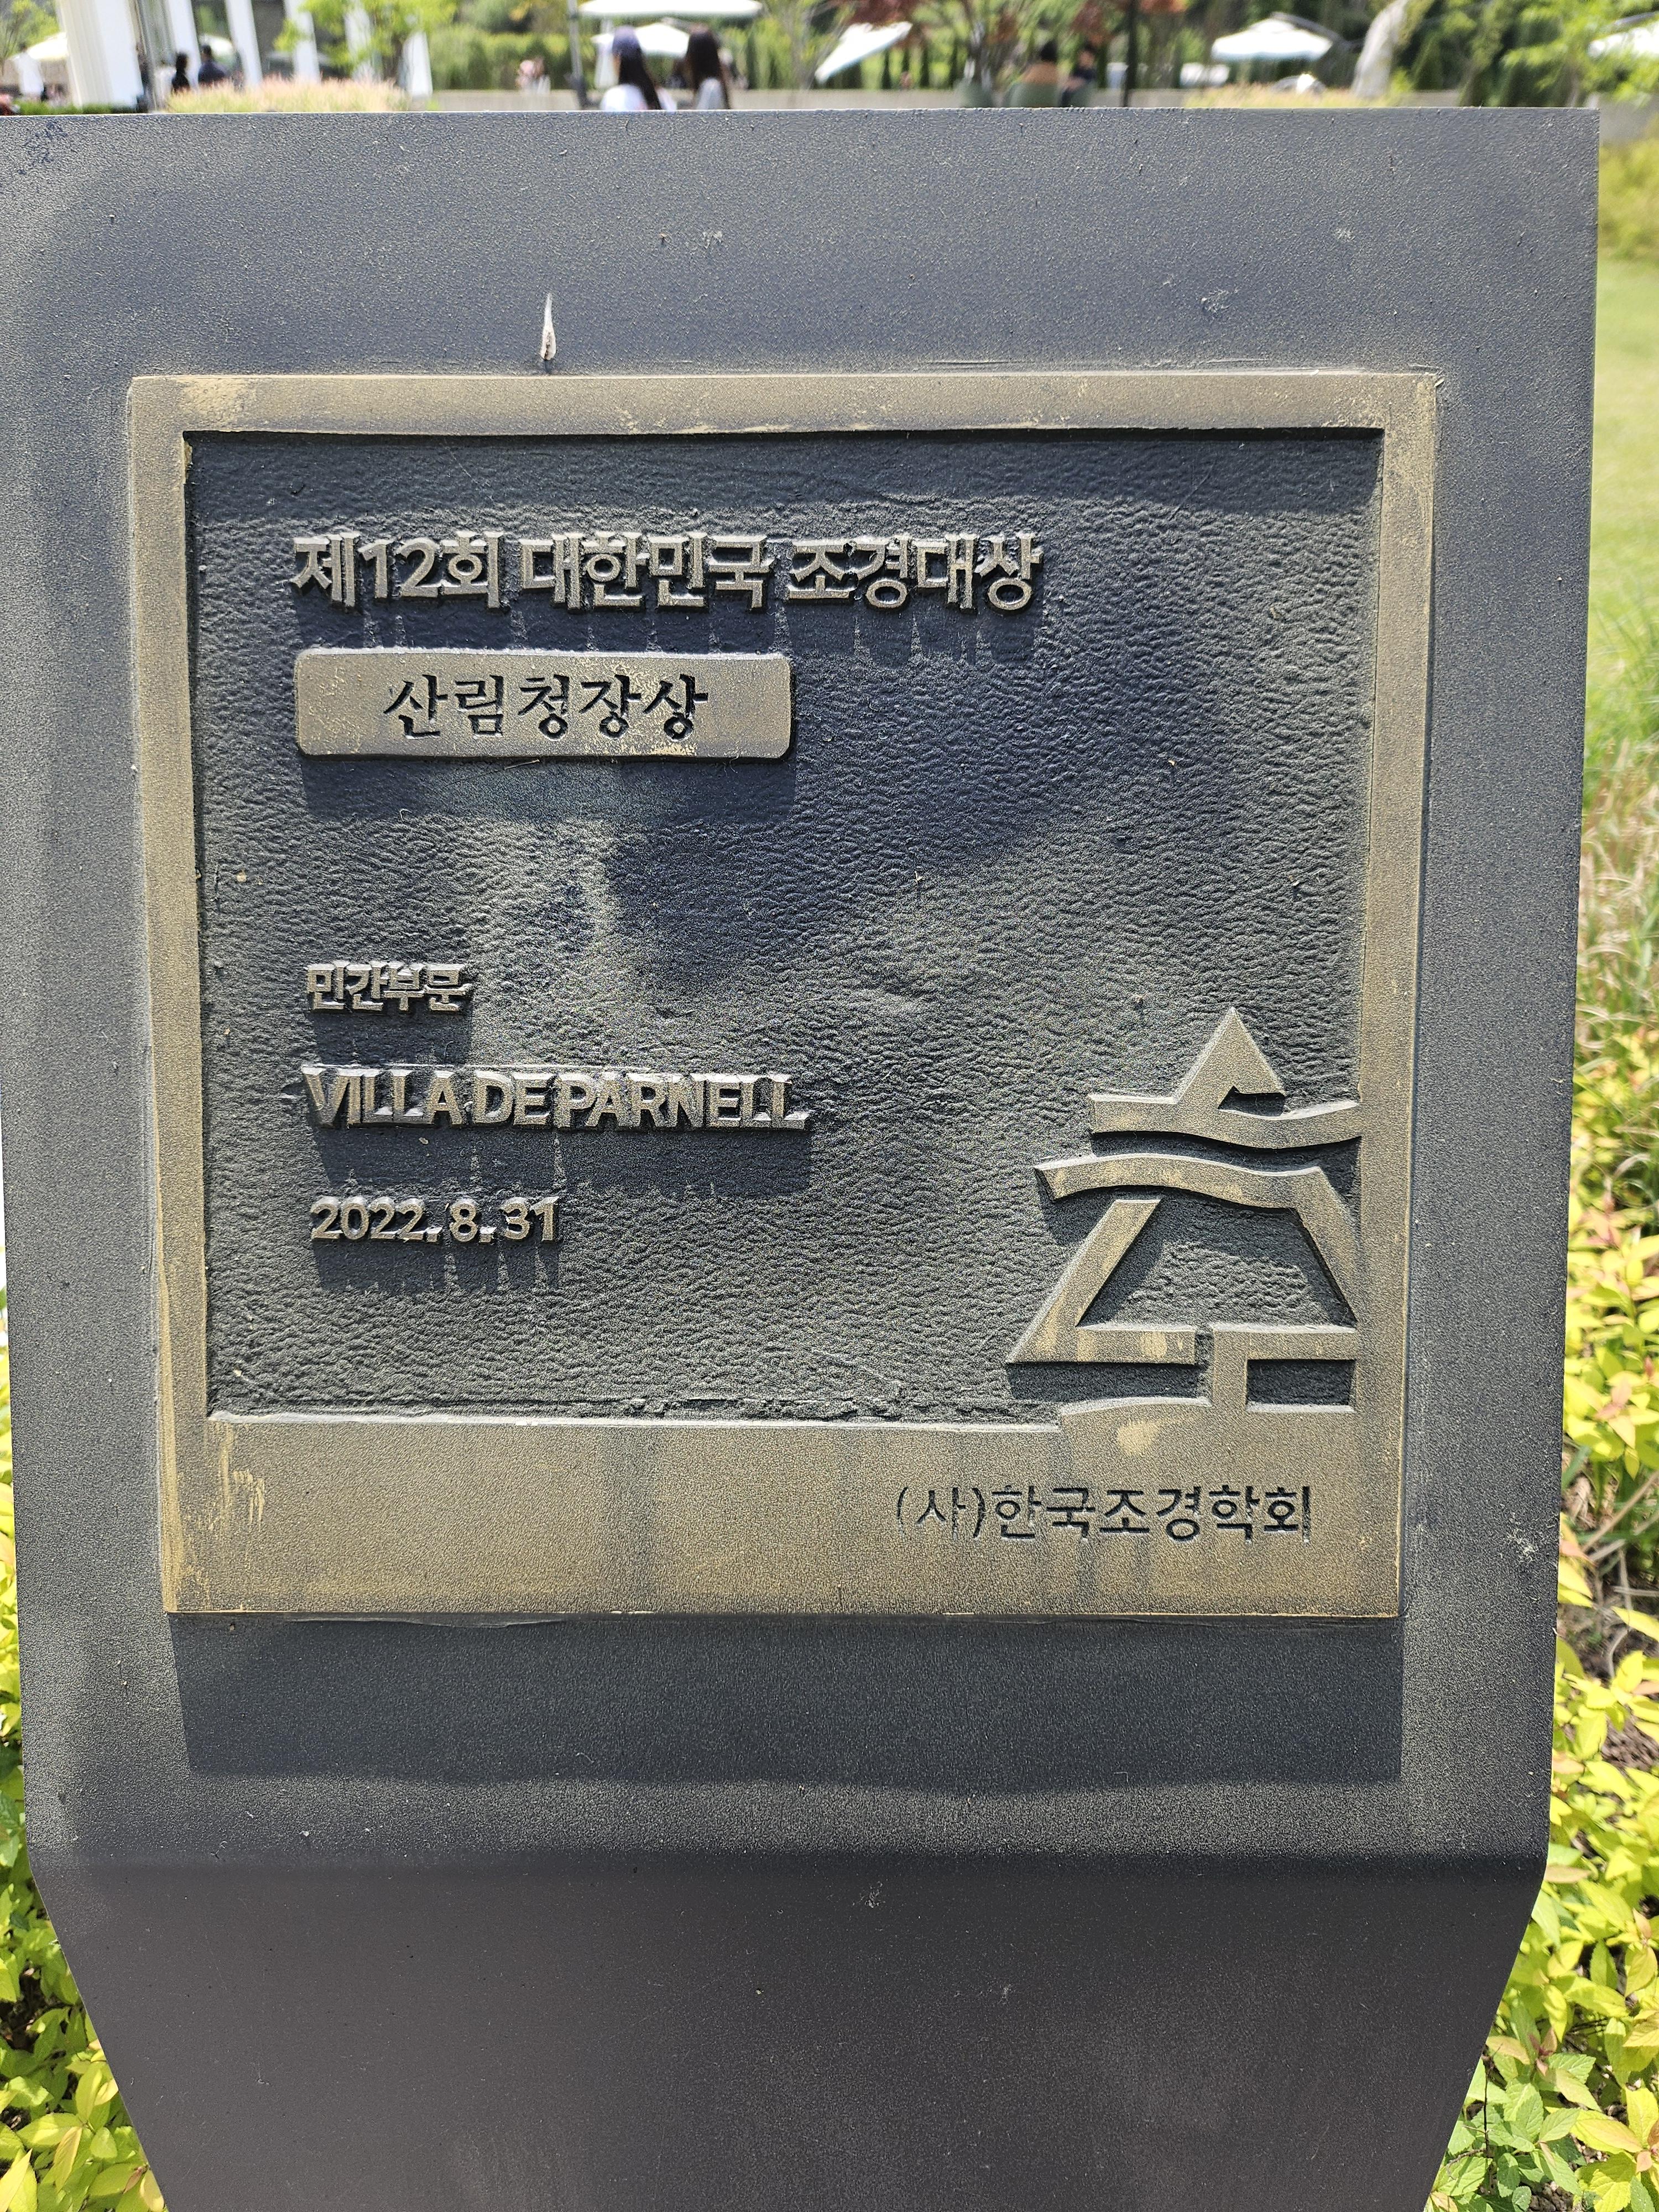 제12회 대한민국 조경대상
산림청장상
민간부문
VILLA DE PARNELL
2022. 8. 31
(사)한국조경학회